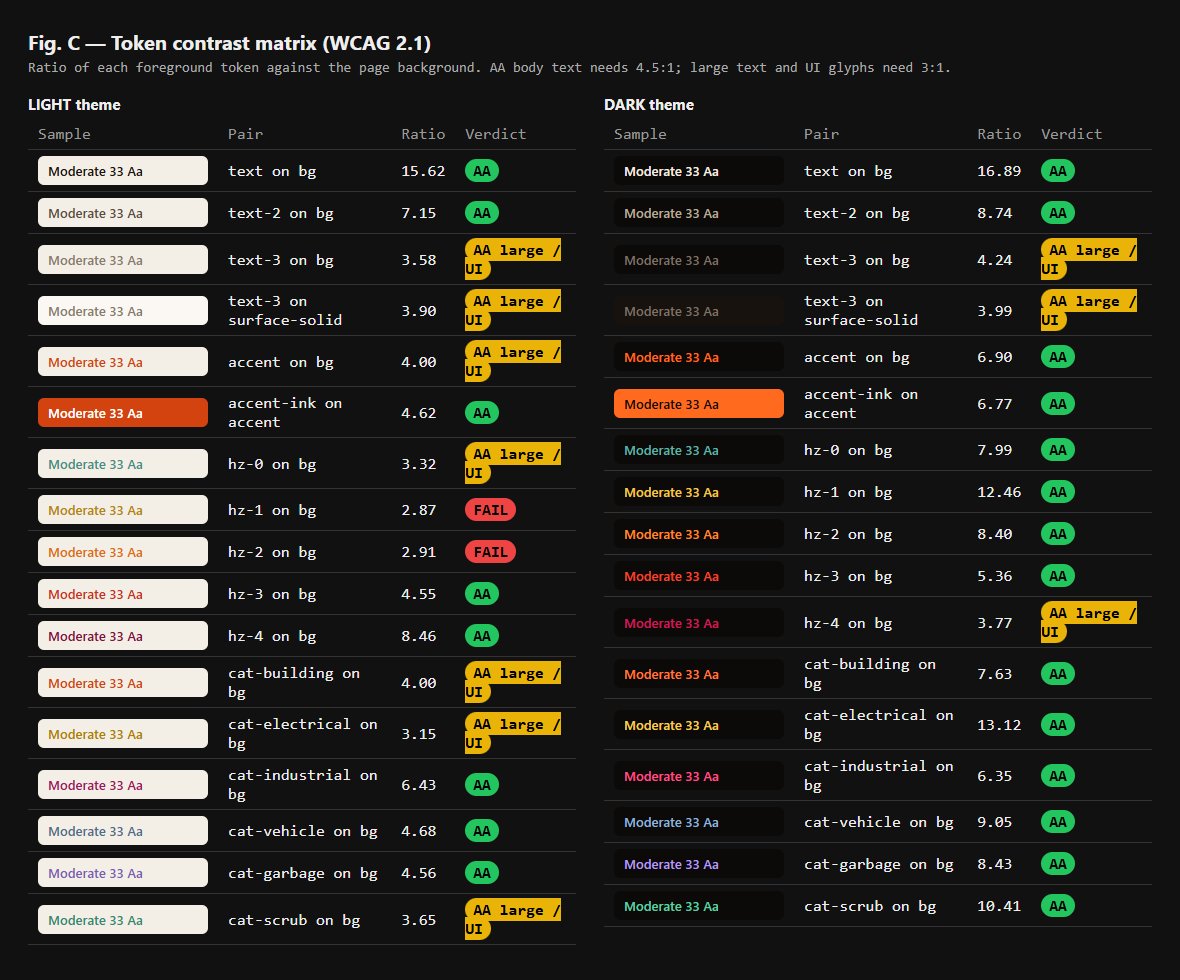 Fig. C — Token contrast matrix (WCAG 2.1)
Ratio of each foreground token against the page background. AA body text needs 4.5:1; large text and UI glyphs need 3:1.
LIGHT theme
Sample Pair Ratio Verdict
Moderate 33 Aa text on bg 15.62 AA
Moderate 33 Aa text-2 on bg 7.15 AA
Moderate 33 Aa text-3 on bg 3.58 AA large /
UI
Moderate 33 Aa text-3 on
surface-solid 3.90 AA large /
UI
Moderate 33 Aa accent on bg 4.00 AA large /
UI
Moderate 33 Aa accent-ink on
accent 4.62 AA
Moderate 33 Aa hz-0 on bg 3.32 AA large /
UI
Moderate 33 Aa hz-1 on bg 2.87 FAIL
Moderate 33 Aa hz-2 on bg 2.91 FAIL
Moderate 33 Aa hz-3 on bg 4.55 AA
Moderate 33 Aa hz-4 on bg 8.46 AA
Moderate 33 Aa cat-building on
bg 4.00 AA large /
UI
Moderate 33 Aa cat-electrical on
bg 3.15 AA large /
UI
Moderate 33 Aa cat-industrial on
bg 6.43 AA
Moderate 33 Aa cat-vehicle on bg 4.68 AA
Moderate 33 Aa cat-garbage on bg 4.56 AA
Moderate 33 Aa cat-scrub on bg 3.65 AA large /
UI
DARK theme
Sample Pair Ratio Verdict
Moderate 33 Aa text on bg 16.89 AA
Moderate 33 Aa text-2 on bg 8.74 AA
Moderate 33 Aa text-3 on bg 4.24 AA large /
UI
Moderate 33 Aa text-3 on
surface-solid 3.99 AA large /
UI
Moderate 33 Aa accent on bg 6.90 AA
Moderate 33 Aa accent-ink on
accent 6.77 AA
Moderate 33 Aa hz-0 on bg 7.99 AA
Moderate 33 Aa hz-1 on bg 12.46 AA
Moderate 33 Aa hz-2 on bg 8.40 AA
Moderate 33 Aa hz-3 on bg 5.36 AA
Moderate 33 Aa hz-4 on bg 3.77 AA large /
UI
Moderate 33 Aa cat-building on
bg 7.63 AA
Moderate 33 Aa cat-electrical on
bg 13.12 AA
Moderate 33 Aa cat-industrial on
bg 6.35 AA
Moderate 33 Aa cat-vehicle on bg 9.05 AA
Moderate 33 Aa cat-garbage on bg 8.43 AA
Moderate 33 Aa cat-scrub on bg 10.41 AA